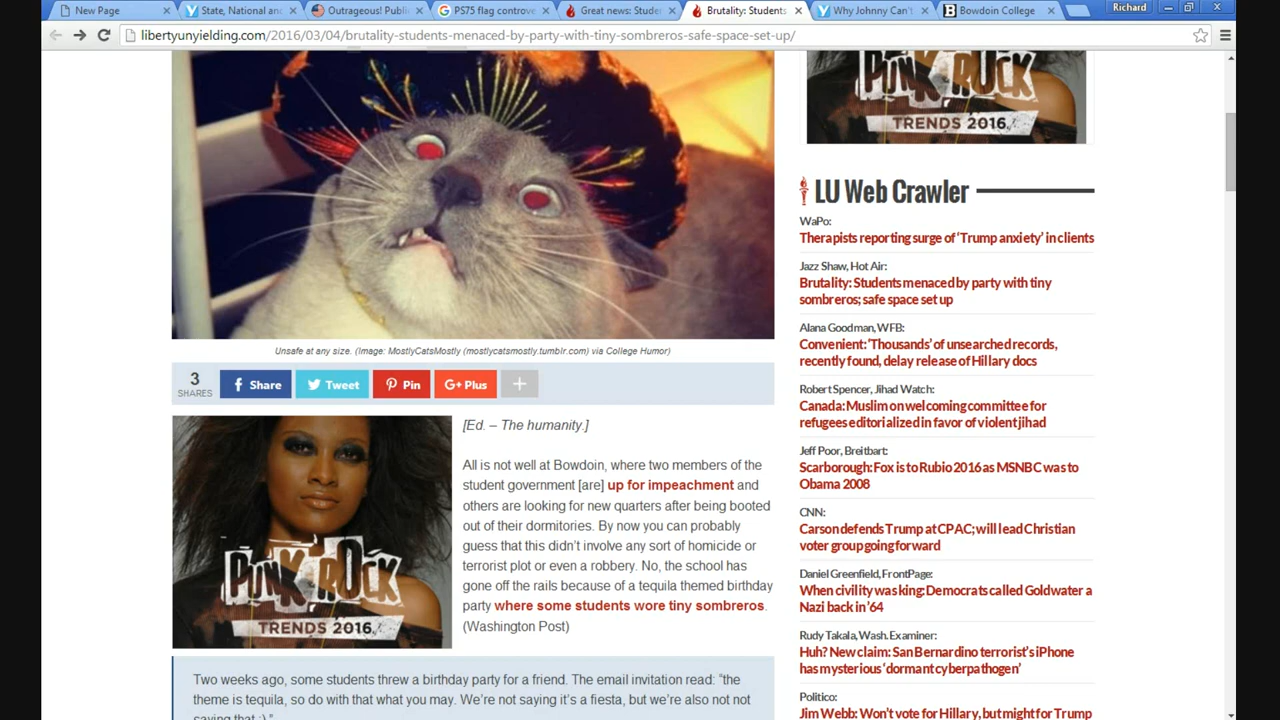 New Page
State, National an
Outrageous! Publi
PS75 flag controve
Great news: Stude
Brutality: Students
Why Johnny Can'
Bowdoin College
Richard
libertyunyielding.com/2016/03/04/brutality-students-menaced-by-party-with-tiny-sombreros-safe-space-set-up/
Unsafe at any size. (Image: MostlyCatsMostly (mostlycatsmostly.tumblr.com) via College Humor)
3
SHARES
Share
Tweet
Pin
G+ Plus
+
PUNK ROCK
TRENDS 2016
[Ed. – The humanity.]
All is not well at Bowdoin, where two members of the
student government [are] up for impeachment and
others are looking for new quarters after being booted
out of their dormitories. By now you can probably
guess that this didn't involve any sort of homicide or
terrorist plot or even a robbery. No, the school has
gone off the rails because of a tequila themed birthday
party where some students wore tiny sombreros.
(Washington Post)
Two weeks ago, some students threw a birthday party for a friend. The email invitation read: "the
theme is tequila, so do with that what you may. We're not saying it's a fiesta, but we're also not not
saying that :)."
PUNK ROCK
TRENDS 2016
LU Web Crawler
WaPo:
Therapists reporting surge of 'Trump anxiety' in clients
Jazz Shaw, Hot Air:
Brutality: Students menaced by party with tiny
sombreros; safe space set up
Alana Goodman, WFB:
Convenient: 'Thousands' of unsearched records,
recently found, delay release of Hillary docs
Robert Spencer, Jihad Watch:
Canada: Muslim on welcoming committee for
refugees editorialized in favor of violent jihad
Jeff Poor, Breitbart:
Scarborough: Fox is to Rubio 2016 as MSNBC was to
Obama 2008
CNN:
Carson defends Trump at CPAC; will lead Christian
voter group going forward
Daniel Greenfield, FrontPage:
When civility was king: Democrats called Goldwater a
Nazi back in '64
Rudy Takala, Wash. Examiner:
Huh? New claim: San Bernardino terrorist's iPhone
has mysterious 'dormant cyber pathogen'
Politico:
Jim Webb: Won't vote for Hillary, but might for Trump